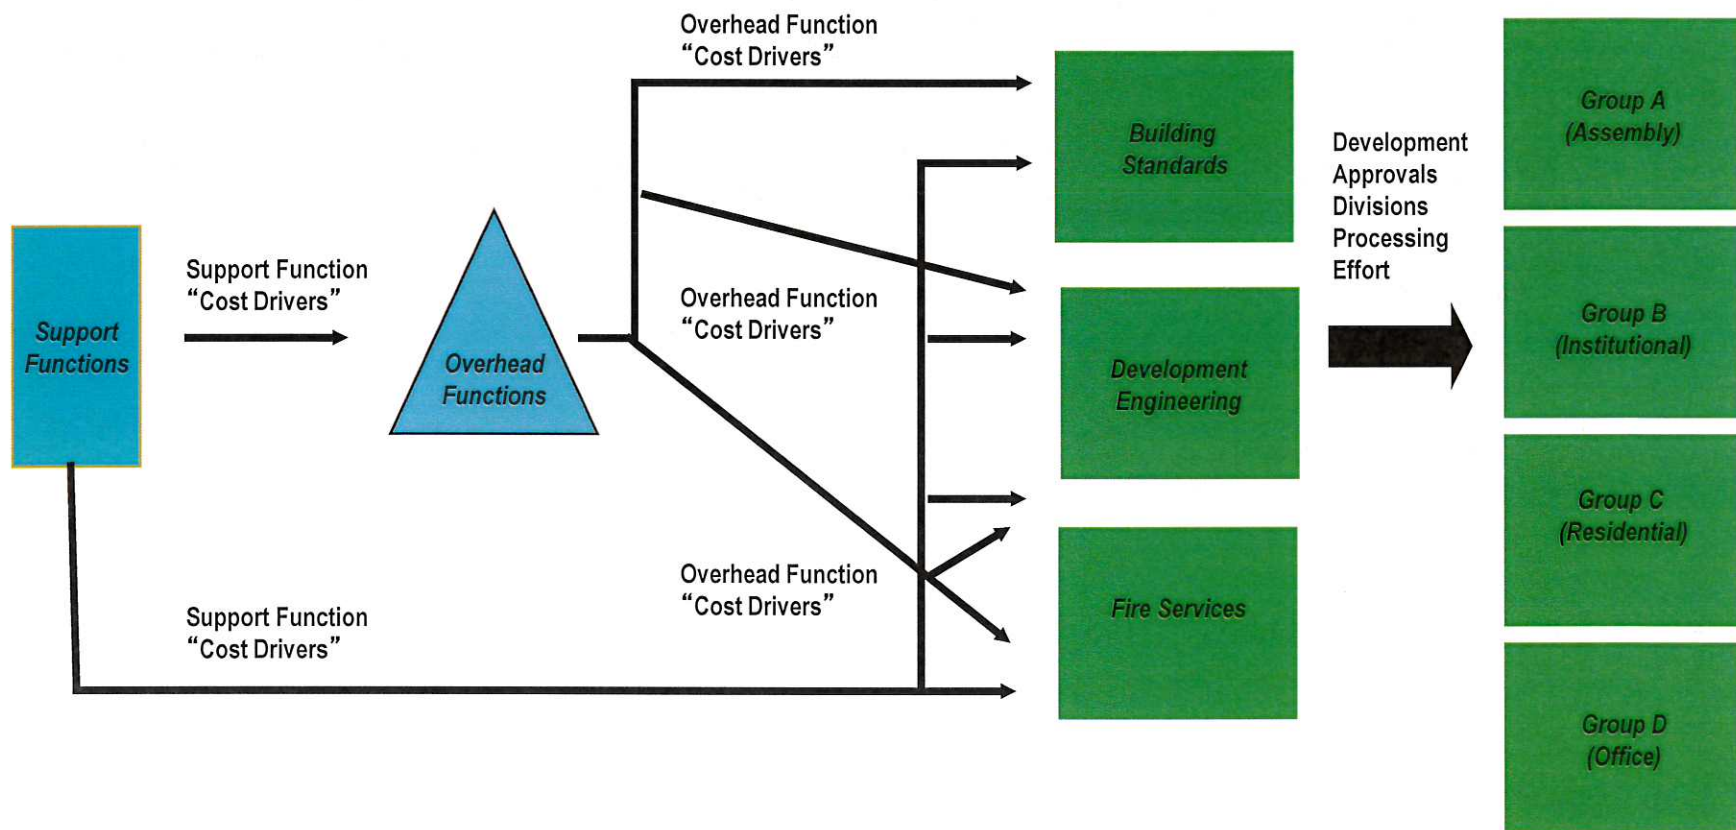 Overhead Function
“Cost Drivers”
Group A
(Assembly)
Building
Standards
Development
Approvals
Divisions
Processing
Effort
Support Function
“Cost Drivers”
Overhead Function
“Cost Drivers”
Support
Functions
Overhead
Functions
Development
Engineering
Group B
(Institutional)
Group C
(Residential)
Overhead Function
“Cost Drivers”
Fire Services
Support Function
“Cost Drivers”
Group D
(Office)